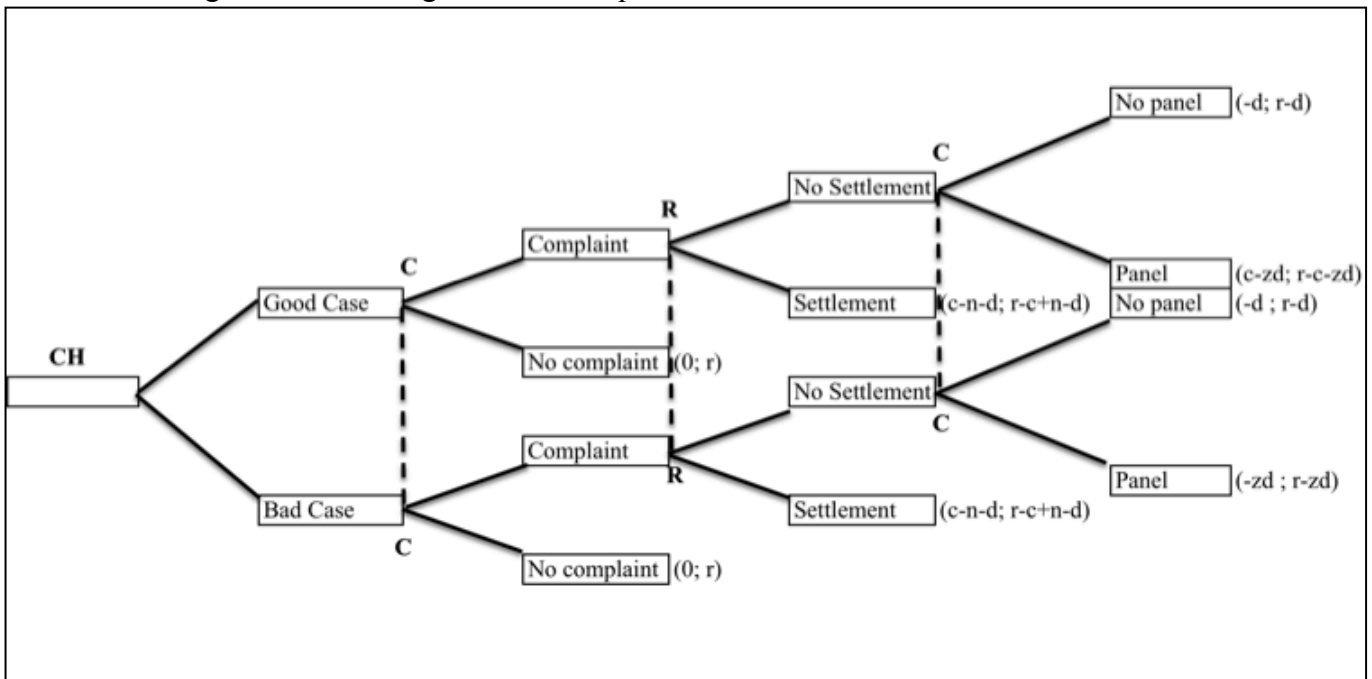 No panel (-d; r-d)
C
No Settlement
R
Complaint
C
Panel (c-zd; r-c-zd)
Good Case
Settlement (c-n-d; r-c+n-d)
No panel (-d ; r-d)
CH
No complaint (0; r)
No Settlement
C
Complaint
R
Panel (-zd ; r-zd)
Bad Case
Settlement (c-n-d; r-c+n-d)
C
No complaint (0; r)